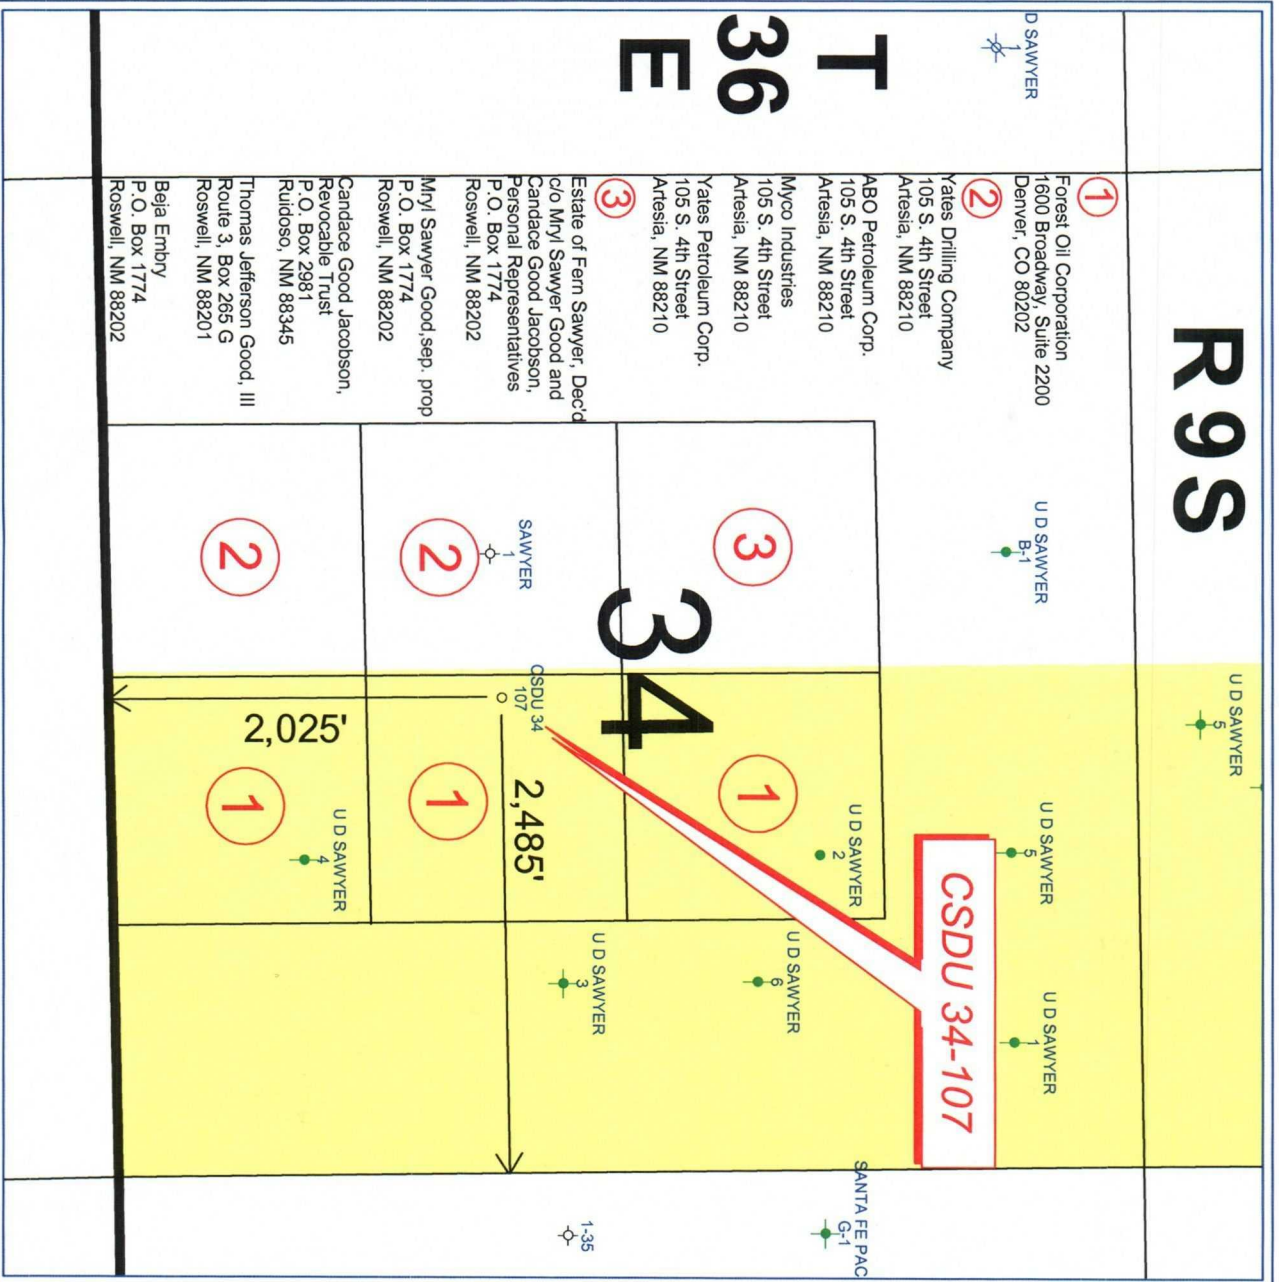 R 9 S
T
36
E
D SAWYER
1
U D SAWYER
B-1
U D SAWYER
5
U D SAWYER
5
U D SAWYER
1
1
Forest Oil Corporation
1600 Broadway, Suite 2200
Denver, CO 80202
2
Yates Drilling Company
105 S. 4th Street
Artesia, NM 88210
ABO Petroleum Corp.
105 S. 4th Street
Artesia, NM 88210
Myco Industries
105 S. 4th Street
Artesia, NM 88210
Yates Petroleum Corp.
105 S. 4th Street
Artesia, NM 88210
3
Estate of Fern Sawyer, Dec'd
c/o Mryl Sawyer Good and
Candace Good Jacobson,
Personal Representatives
P.O. Box 1774
Roswell, NM 88202
Mryl Sawyer Good,sep. prop
P.O. Box 1774
Roswell, NM 88202
Candace Good Jacobson,
Revocable Trust
P.O. Box 2981
Ruidoso, NM 88345
Thomas Jefferson Good, III
Route 3, Box 265 G
Roswell, NM 88201
Beja Embry
P.O. Box 1774
Roswell, NM 88202
CSDU 34-107
SANTA FE PAC
G-1
U D SAWYER
2
U D SAWYER
6
3
1
34
U D SAWYER
3
1-35
SAWYER
1
CSDU 34
107
2,485'
2
1
2,025'
U D SAWYER
4
2
1